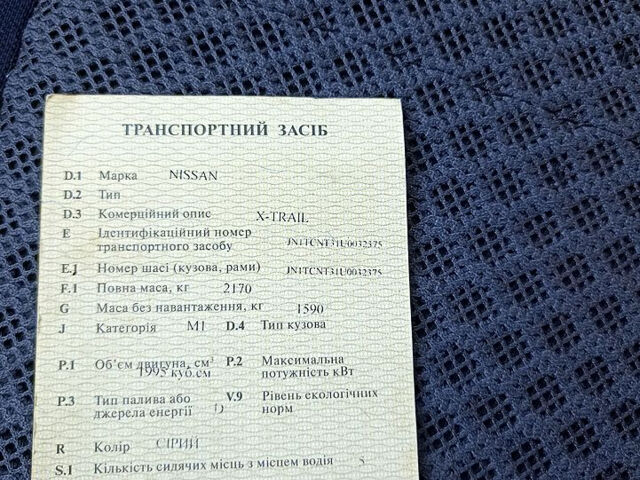 ТРАНСПОРТНИЙ ЗАСІБ
D.1 Марка NISSAN
D.2 Тип
D.3 Комерційний опис X-TRAIL
E Ідентифікаційний номер
транспортного засобу JN1TCNT31U0032375
E.J Номер шасі (кузова, рами) JN1TCNT31U0032375
F.1 Повна маса, кг 2170
G Маса без навантаження, кг 1590
J Категорія M1 D.4 Тип кузова
P.1 Об'єм двигуна, см³ P.2 Максимальна
1995 куб.см потужність кВт
P.3 Тип палива або V.9 Рівень екологічних
джерела енергії D норм
R Колір СІРИЙ
S.1 Кількість сидячих місць з місцем водія 5